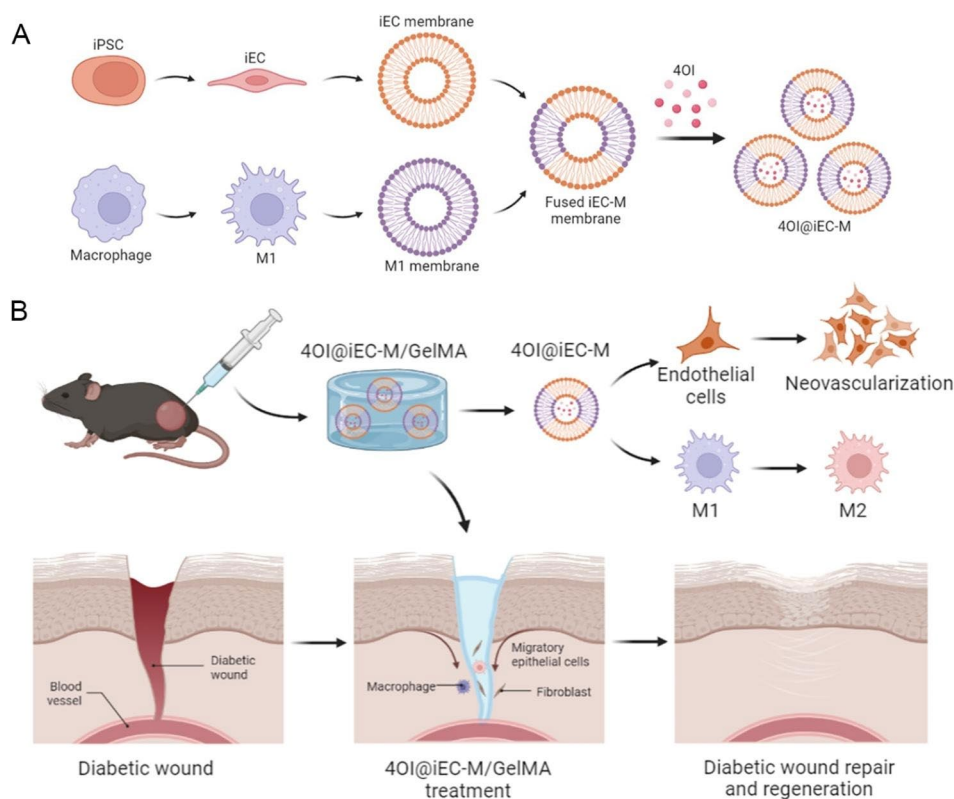 A
iPSC
iEC
iEC membrane
4OI
Macrophage
M1
M1 membrane
Fused iEC-M
membrane
4OI@iEC-M
B
4OI@iEC-M/GelMA
4OI@iEC-M
Endothelial
cells
Neovascularization
M1
M2
Diabetic
wound
Blood
vessel
Diabetic wound
Migratory
epithelial cells
Macrophage
Fibroblast
4OI@iEC-M/GelMA
treatment
Diabetic wound repair
and regeneration